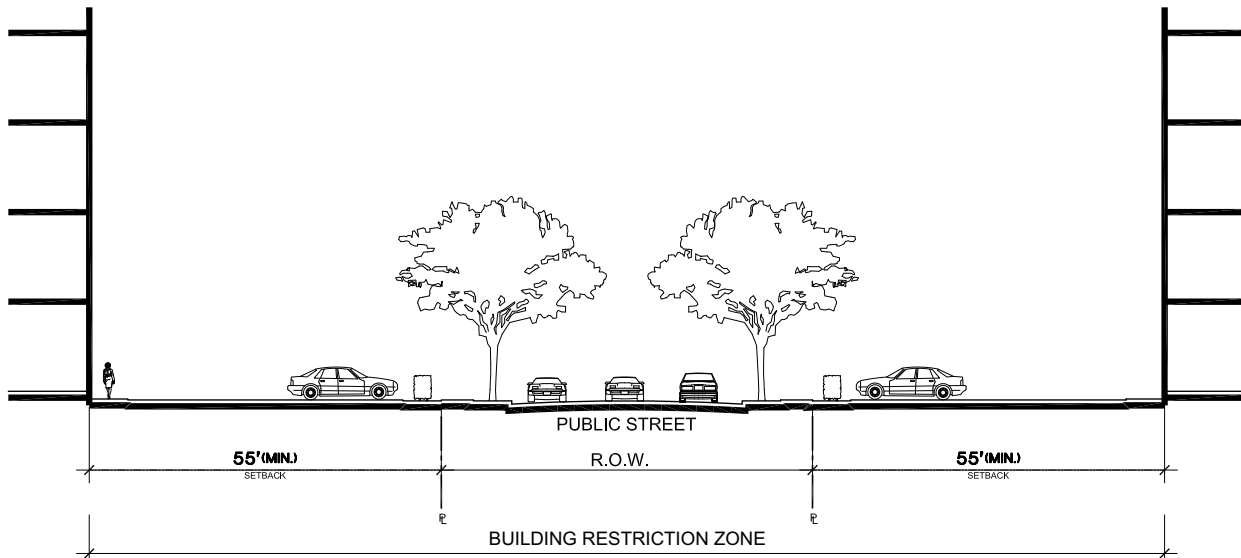 PUBLIC STREET
55'(MIN.) R.O.W. 55'(MIN.)
SETBACK SETBACK
℄ ℄
BUILDING RESTRICTION ZONE